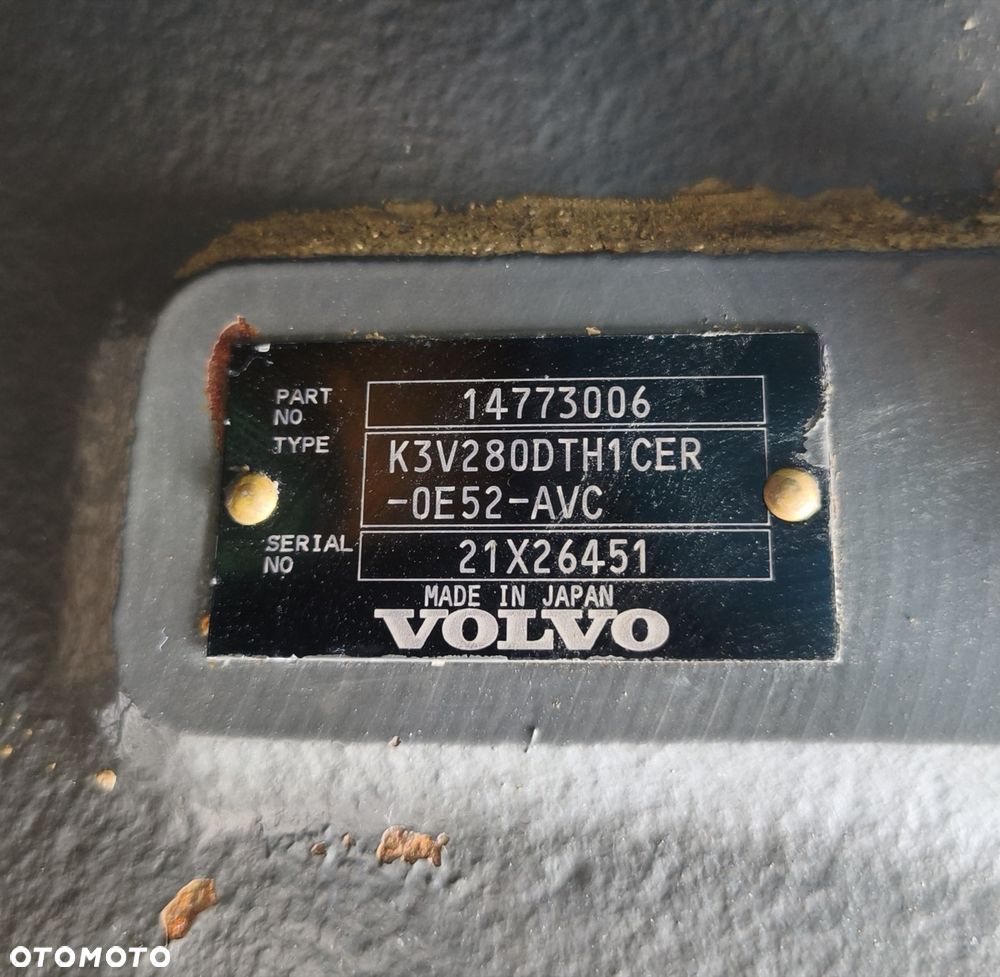 PART NO 14773006
TYPE K3V280DTH1CER
-0E52-AVC
SERIAL NO 21X26451
MADE IN JAPAN
VOLVO
OTOMOTO